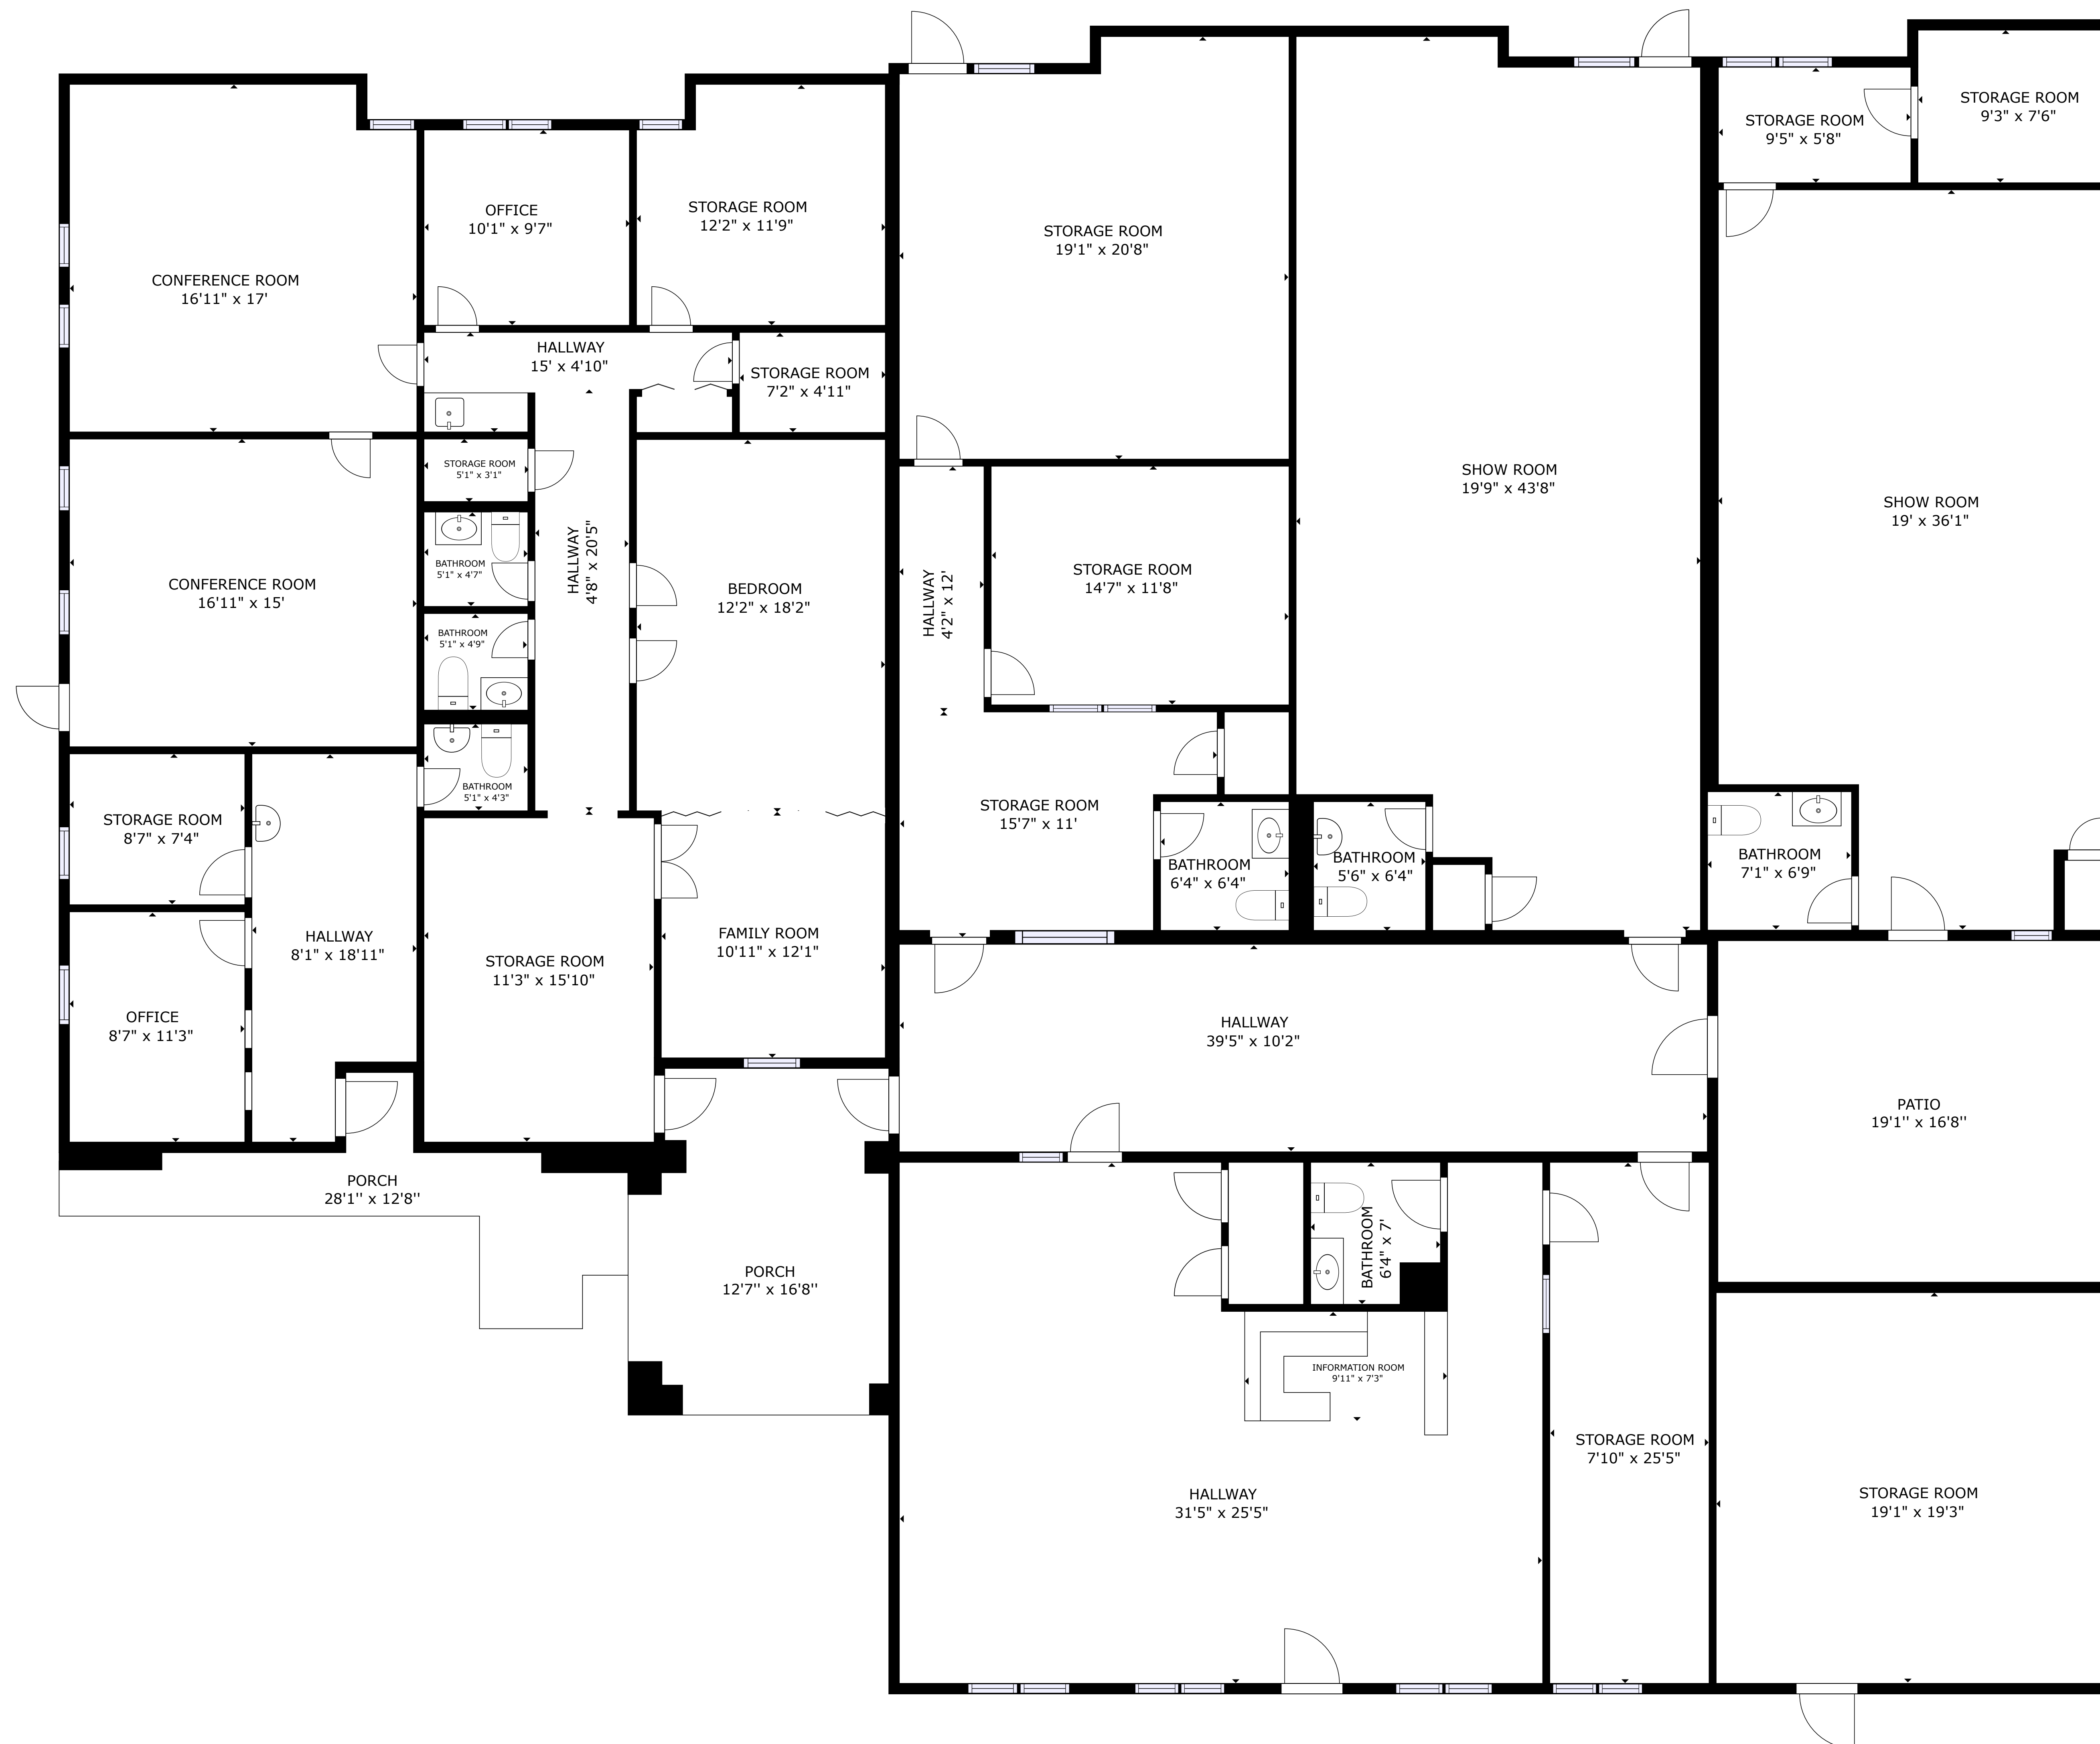 CONFERENCE ROOM
16'11" x 17'
OFFICE
10'1" x 9'7"
STORAGE ROOM
12'2" x 11'9"
HALLWAY
15' x 4'10"
STORAGE ROOM
7'2" x 4'11"
STORAGE ROOM
5'1" x 3'1"
BATHROOM
5'1" x 4'7"
BATHROOM
5'1" x 4'9"
BATHROOM
5'1" x 4'3"
HALLWAY
4'8" x 20'5"
BEDROOM
12'2" x 18'2"
CONFERENCE ROOM
16'11" x 15'
STORAGE ROOM
8'7" x 7'4"
OFFICE
8'7" x 11'3"
HALLWAY
8'1" x 18'11"
STORAGE ROOM
11'3" x 15'10"
FAMILY ROOM
10'11" x 12'1"
PORCH
28'1'' x 12'8''
PORCH
12'7'' x 16'8''
STORAGE ROOM
19'1" x 20'8"
HALLWAY
4'2" x 12'
STORAGE ROOM
14'7" x 11'8"
STORAGE ROOM
15'7" x 11'
BATHROOM
6'4" x 6'4"
BATHROOM
5'6" x 6'4"
SHOW ROOM
19'9" x 43'8"
STORAGE ROOM
9'5" x 5'8"
STORAGE ROOM
9'3" x 7'6"
SHOW ROOM
19' x 36'1"
BATHROOM
7'1" x 6'9"
HALLWAY
39'5" x 10'2"
PATIO
19'1'' x 16'8''
BATHROOM
6'4" x 7'
INFORMATION ROOM
9'11" x 7'3"
HALLWAY
31'5" x 25'5"
STORAGE ROOM
7'10" x 25'5"
STORAGE ROOM
19'1" x 19'3"